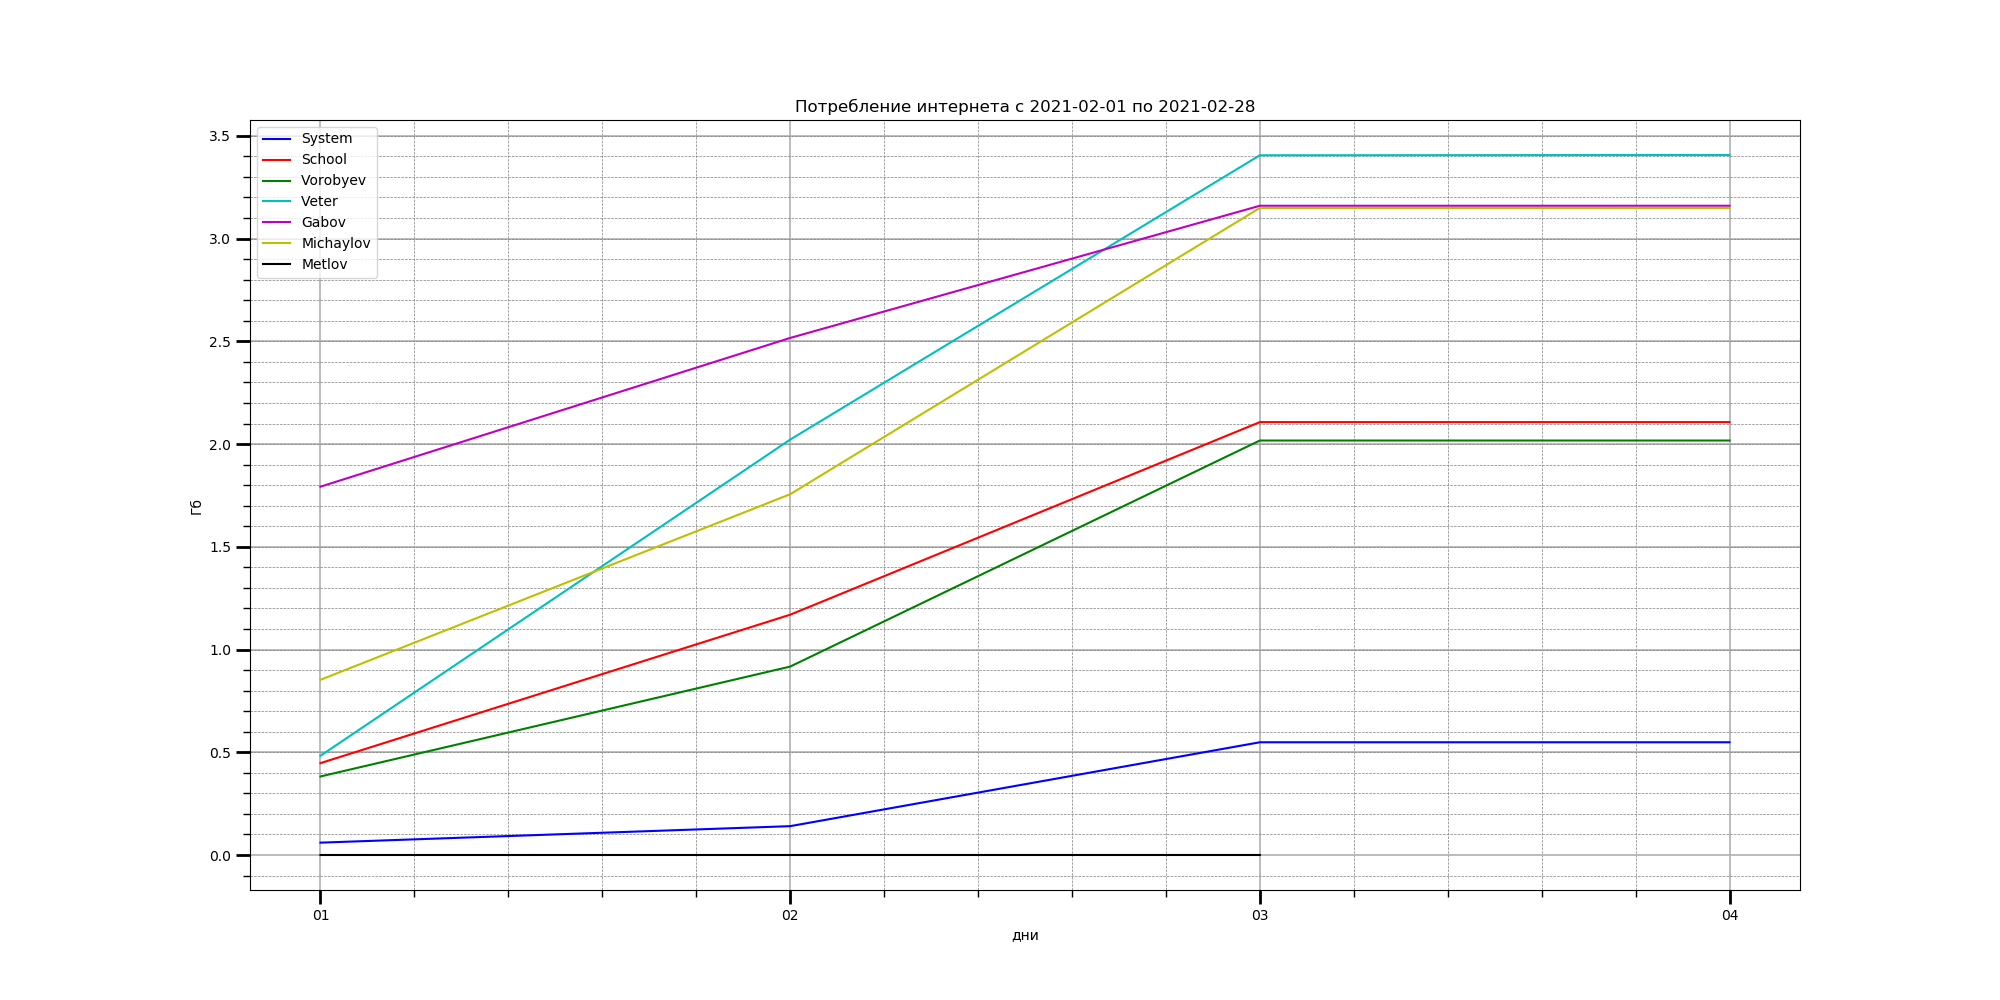 Потребление интернета с 2021-02-01 по 2021-02-28
3.5
3.0
2.5
2.0
1.5
1.0
0.5
0.0
Гб
System
School
Vorobyev
Veter
Gabov
Michaylov
Metlov
01 02 03 04
дни